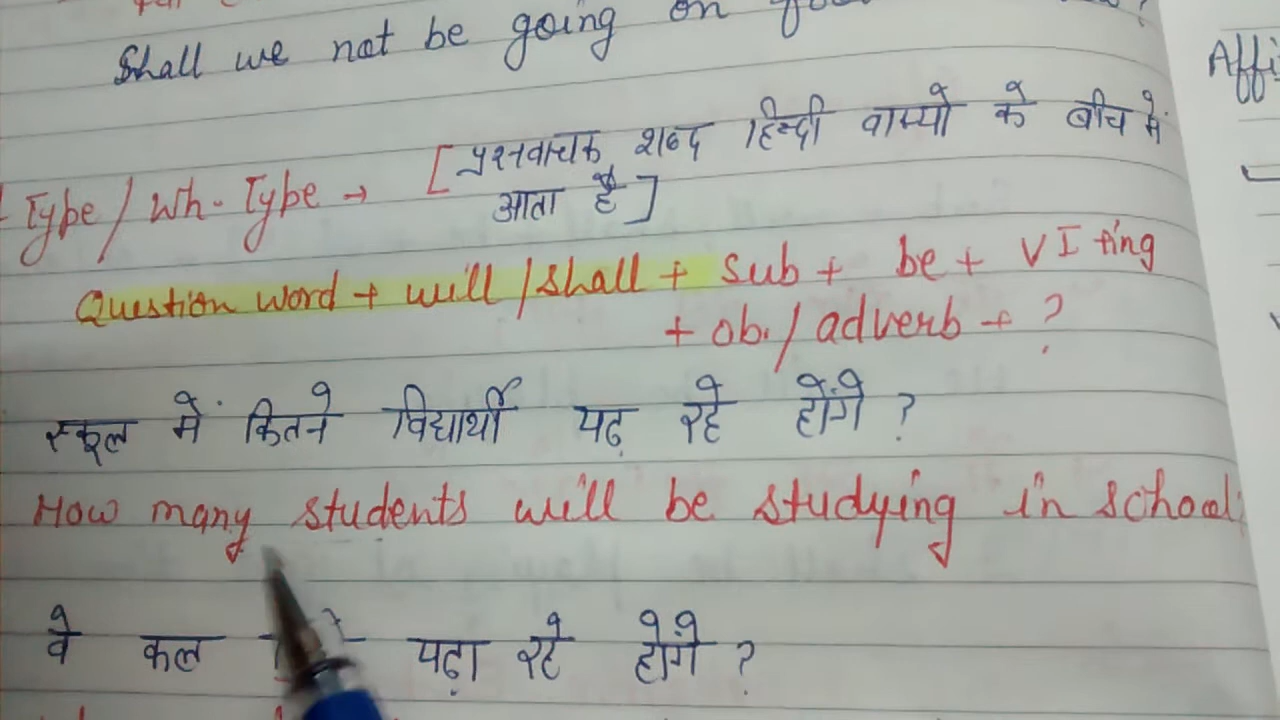 Shall we not be going on
Affi
Type / Wh. Type → [ प्रश्नवाचक शब्द हिन्दी वाक्यो के बीच में
आता है ]
Question word + will / shall + sub + be + V I + ing
+ ob. / adverb + ?
स्कूल में कितने विद्यार्थी पढ़ रहे होंगे ?
How many students will be studying in school
वे कल पढ़ा रहे होंगे ?